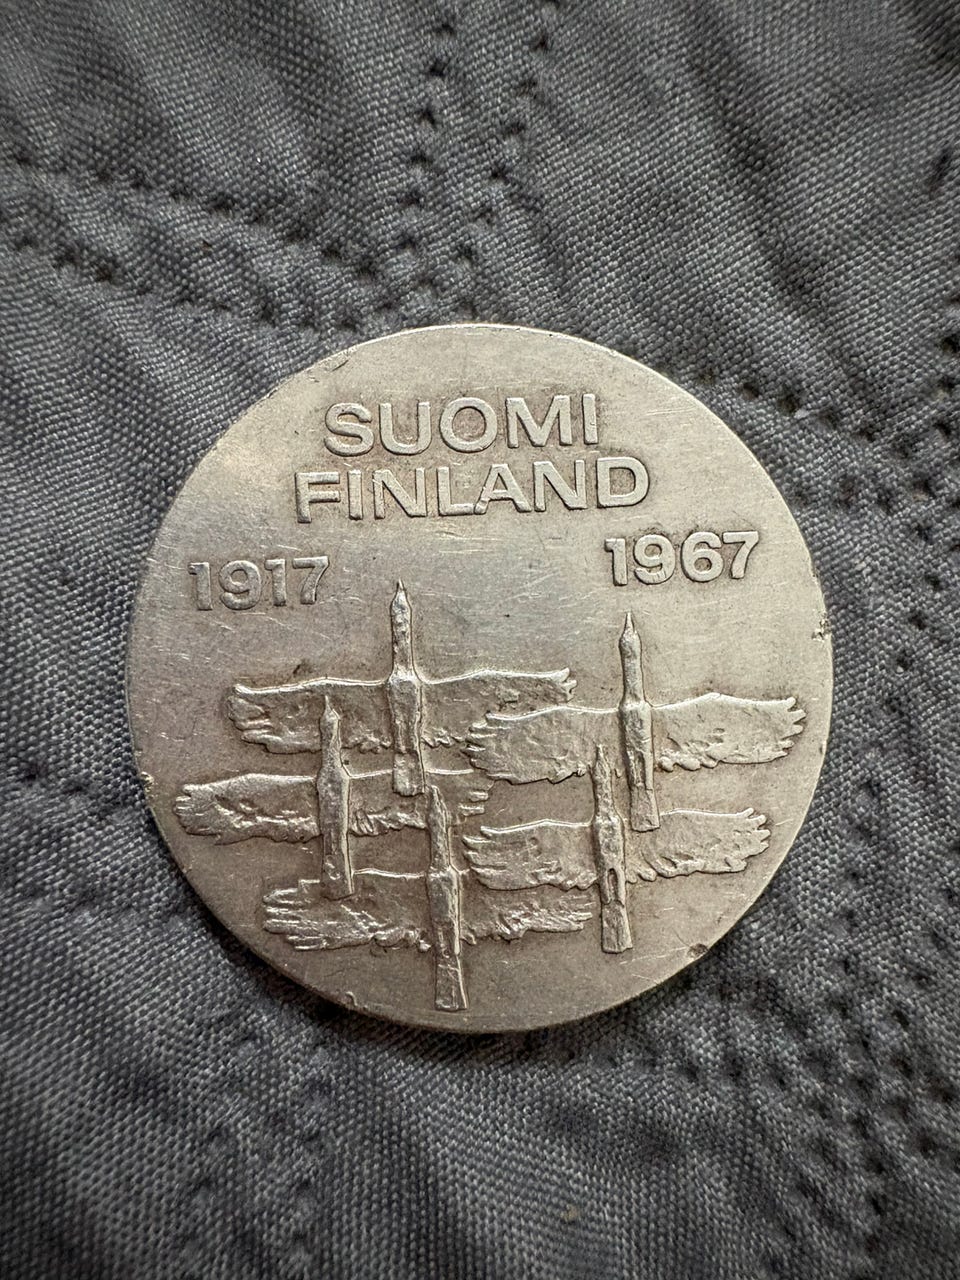 SUOMI
FINLAND
1917 1967